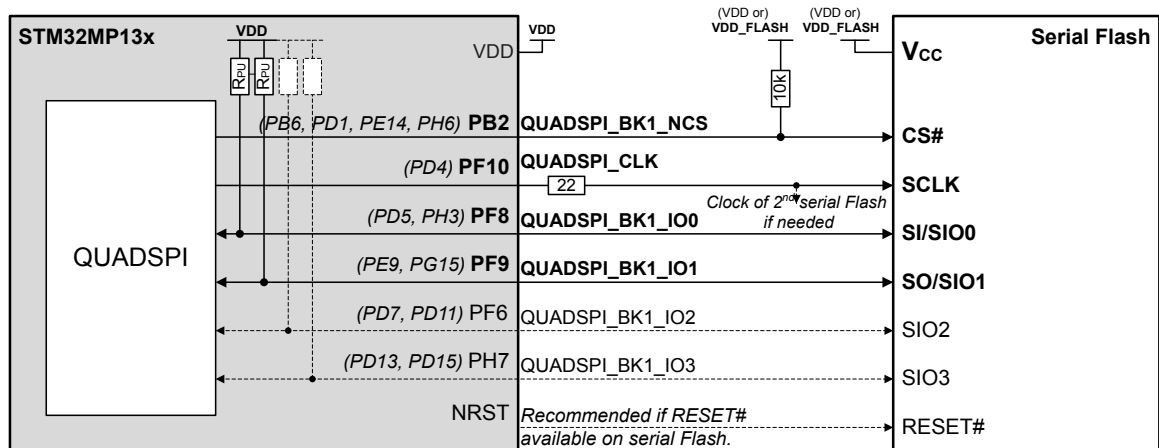 (VDD or) (VDD or)
STM32MP13x VDD VDD VDD_FLASH VDD_FLASH Serial Flash
VDD VCC
RPU RPU 10k
(PB6, PD1, PE14, PH6) PB2 QUADSPI_BK1_NCS CS#
(PD4) PF10 QUADSPI_CLK
22 SCLK
Clock of 2nd serial Flash
if needed
(PD5, PH3) PF8 QUADSPI_BK1_IO0 SI/SIO0
QUADSPI
(PE9, PG15) PF9 QUADSPI_BK1_IO1 SO/SIO1
(PD7, PD11) PF6 QUADSPI_BK1_IO2 SIO2
(PD13, PD15) PH7 QUADSPI_BK1_IO3 SIO3
NRST Recommended if RESET# RESET#
available on serial Flash.